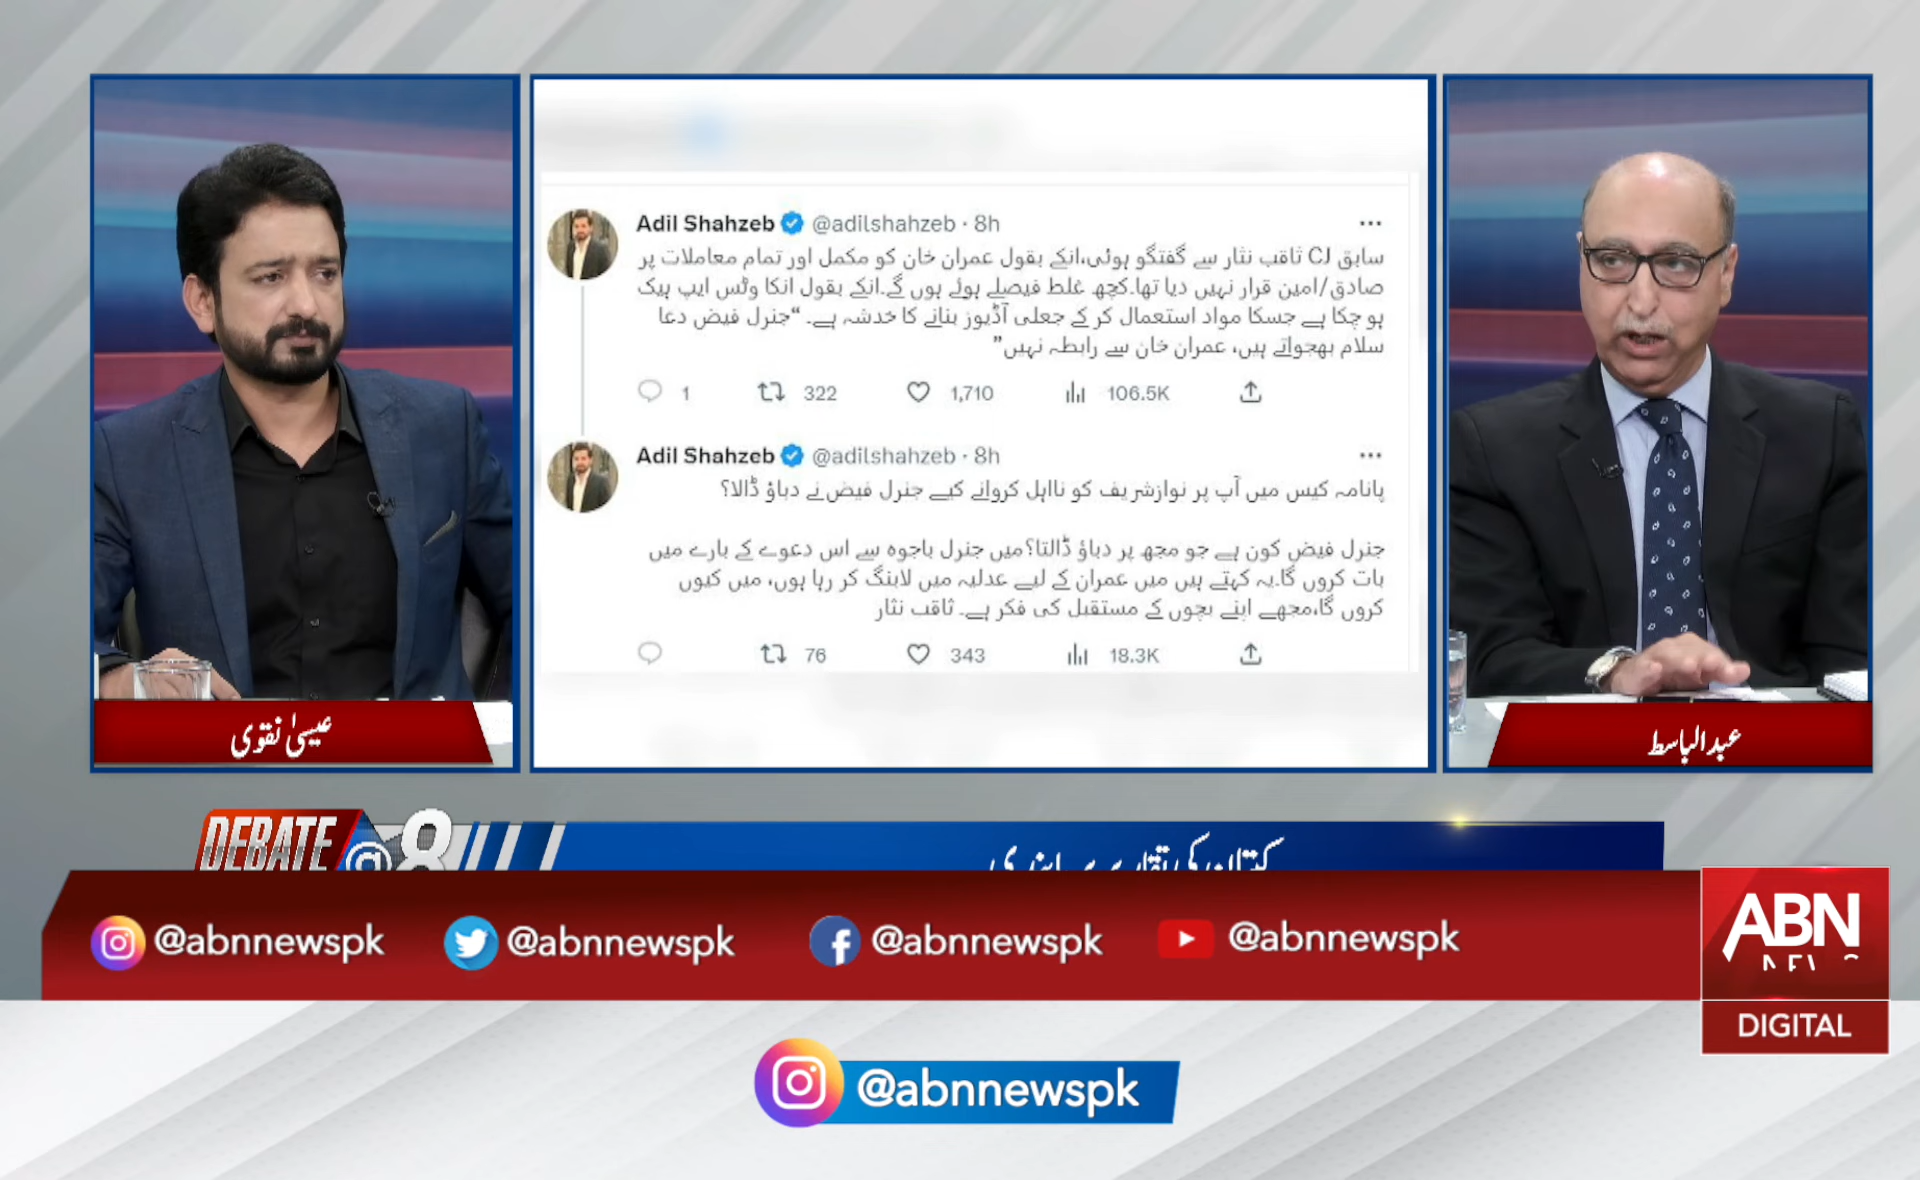 Adil Shahzeb @adilshahzeb · 8h
سابق CJ ثاقب نثار سے گفتگو ہوئی،انکے بقول عمران خان کو مکمل اور تمام معاملات پر
صادق/امین قرار نہیں دیا تھا۔کچھ غلط فیصلے ہوئے ہوں گے۔انکے بقول انکا وٹس ایپ ہیک
ہو چکا ہے جسکا مواد استعمال کر کے جعلی آڈیوز بنانے کا خدشہ ہے۔ “جنرل فیض دعا
سلام بھجواتے ہیں، عمران خان سے رابطہ نہیں”
1 322 1,710 106.5K
Adil Shahzeb @adilshahzeb · 8h
پانامہ کیس میں آپ پر نوازشریف کو نااہل کروانے کیے جنرل فیض نے دباؤ ڈالا؟
جنرل فیض کون ہے جو مجھ پر دباؤ ڈالتا؟میں جنرل باجوہ سے اس دعوے کے بارے میں
بات کروں گا۔یہ کہتے ہیں میں عمران کے لیے عدلیہ میں لابنگ کر رہا ہوں، میں کیوں
کروں گا،مجھے اپنے بچوں کے مستقبل کی فکر ہے۔ ثاقب نثار
76 343 18.3K
عیسیٰ نقوی
عبدالباسط
DEBATE @ 8
@abnnewspk @abnnewspk @abnnewspk @abnnewspk
ABN
DIGITAL
@abnnewspk